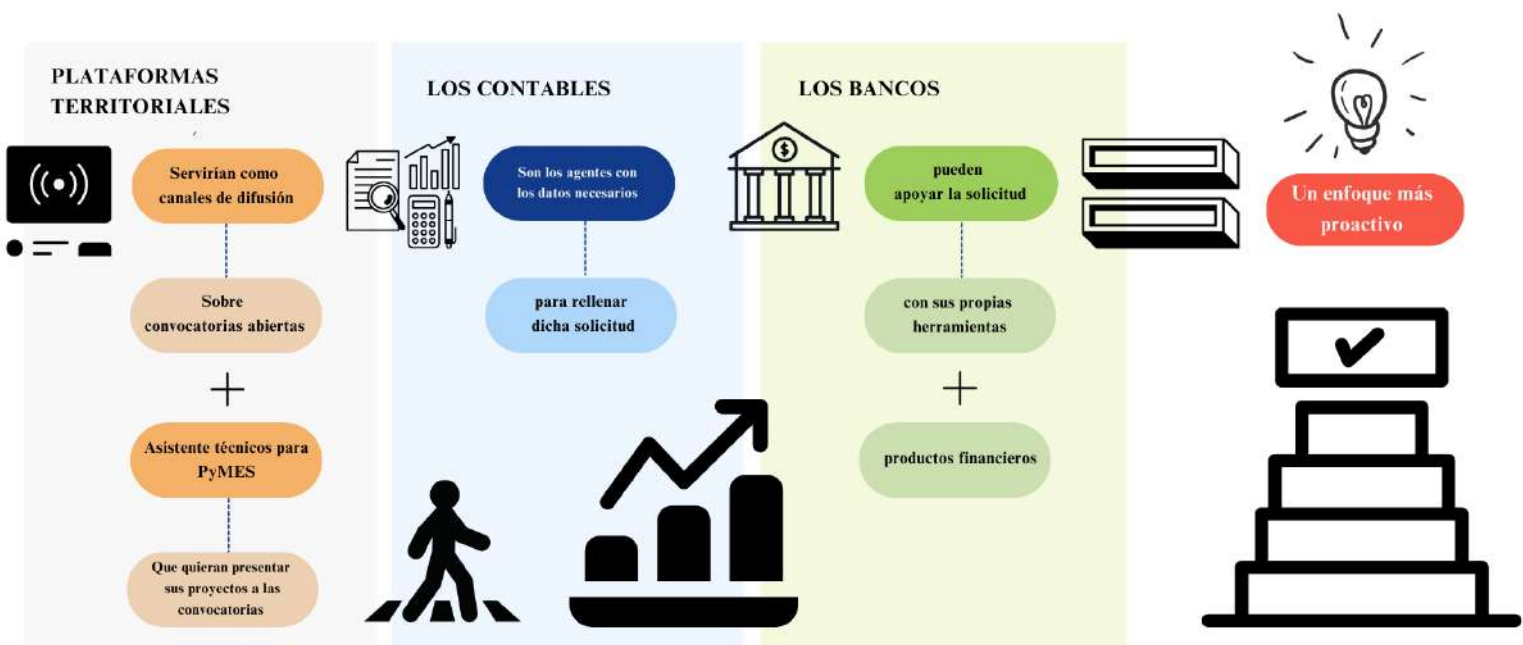 PLATAFORMAS
TERRITORIALES
Servirían como
canales de difusión
Sobre
convocatorias abiertas
+
Asistente técnicos para
PyMES
Que quieran presentar
sus proyectos a las
convocatorias
LOS CONTABLES
Son los agentes con
los datos necesarios
para rellenar
dicha solicitud
LOS BANCOS
$
pueden
apoyar la solicitud
con sus propias
herramientas
+
productos financieros
Un enfoque más
proactivo